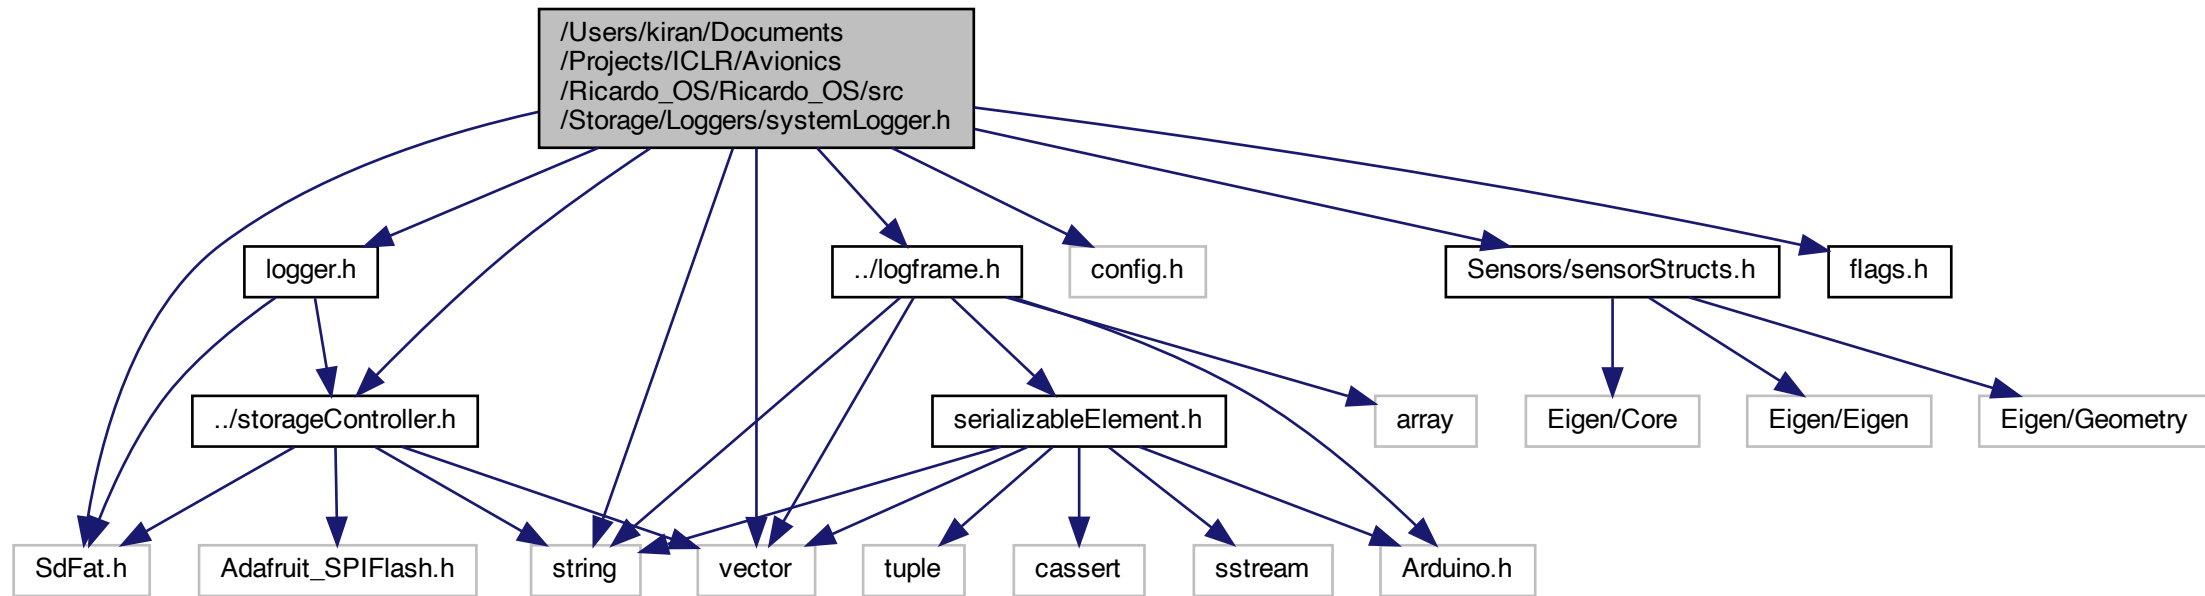 /Users/kiran/Documents
/Projects/ICLR/Avionics
/Ricardo_OS/Ricardo_OS/src
/Storage/Loggers/systemLogger.h
logger.h
../logframe.h
config.h
Sensors/sensorStructs.h
flags.h
../storageController.h
serializableElement.h
array
Eigen/Core
Eigen/Eigen
Eigen/Geometry
SdFat.h
Adafruit_SPIFlash.h
string
vector
tuple
cassert
sstream
Arduino.h